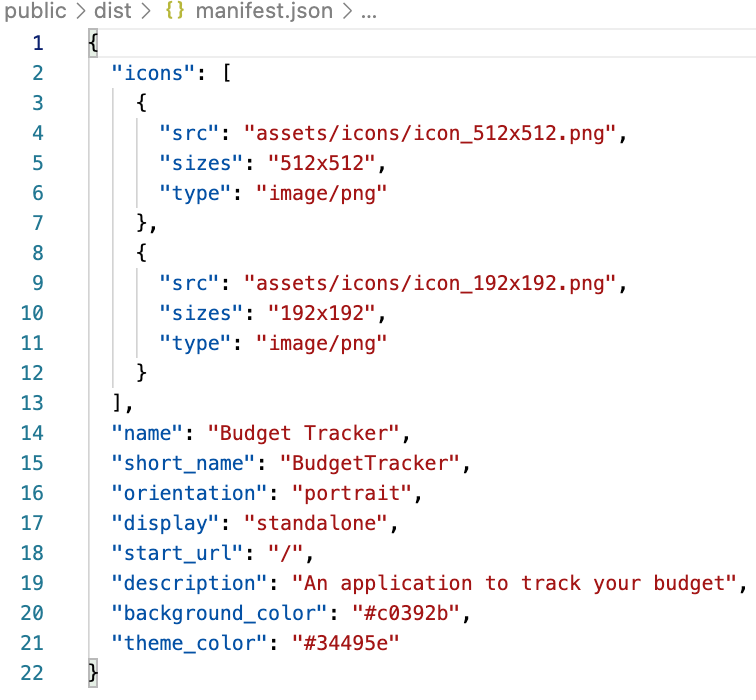 public > dist > {} manifest.json > ...
1 {
2   "icons": [
3     {
4       "src": "assets/icons/icon_512x512.png",
5       "sizes": "512x512",
6       "type": "image/png"
7     },
8     {
9       "src": "assets/icons/icon_192x192.png",
10       "sizes": "192x192",
11       "type": "image/png"
12     }
13   ],
14   "name": "Budget Tracker",
15   "short_name": "BudgetTracker",
16   "orientation": "portrait",
17   "display": "standalone",
18   "start_url": "/",
19   "description": "An application to track your budget",
20   "background_color": "#c0392b",
21   "theme_color": "#34495e"
22 }